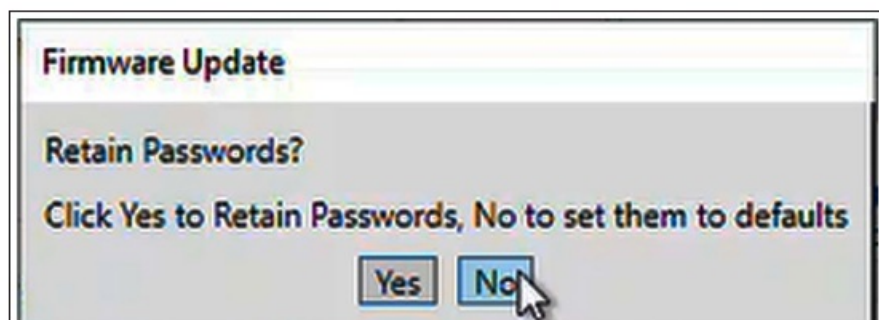 Firmware Update
Retain Passwords?
Click Yes to Retain Passwords, No to set them to defaults
Yes No